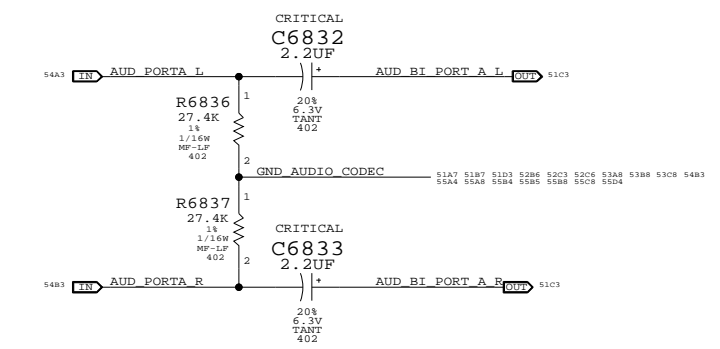 CRITICAL
C6832
2.2UF
54A3 IN AUD_PORTA_L + AUD_BI_PORT_A_L OUT 51C3
1
20%
6.3V
TANT
402
R6836
27.4K
1%
1/16W
MF-LF
402
2
GND_AUDIO_CODEC 51A7 51B7 51D3 52B6 52C3 52C6 53A8 53B8 53C8 54B3
55A4 55A8 55B4 55B5 55B8 55C8 55D4
1
R6837
27.4K
1%
1/16W
MF-LF
402
2
CRITICAL
C6833
2.2UF
54B3 IN AUD_PORTA_R + AUD_BI_PORT_A_R OUT 51C3
20%
6.3V
TANT
402